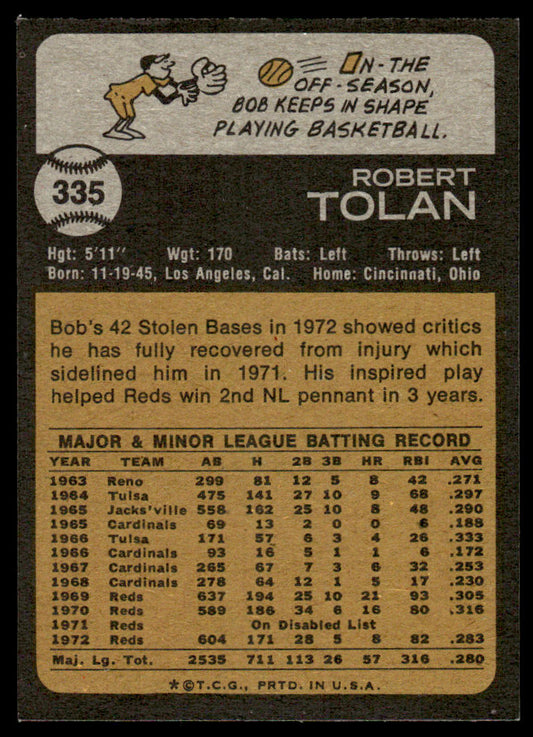 IN-THE
OFF-SEASON,
BOB KEEPS IN SHAPE
PLAYING BASKETBALL.
335
ROBERT
TOLAN
Hgt: 5'11" Wgt: 170 Bats: Left Throws: Left
Born: 11-19-45, Los Angeles, Cal. Home: Cincinnati, Ohio
Bob's 42 Stolen Bases in 1972 showed critics
he has fully recovered from injury which
sidelined him in 1971. His inspired play
helped Reds win 2nd NL pennant in 3 years.
MAJOR & MINOR LEAGUE BATTING RECORD
YEAR TEAM AB H 2B 3B HR RBI AVG
1963 Reno 299 81 12 5 8 42 .271
1964 Tulsa 475 141 27 10 9 68 .297
1965 Jacks'ville 558 162 25 10 8 48 .290
1965 Cardinals 69 13 2 0 0 6 .188
1966 Tulsa 171 57 6 3 4 26 .333
1966 Cardinals 93 16 5 1 1 6 .172
1967 Cardinals 265 67 7 3 6 32 .253
1968 Cardinals 278 64 12 1 5 17 .230
1969 Reds 637 194 25 10 21 93 .305
1970 Reds 589 186 34 6 16 80 .316
1971 Reds On Disabled List
1972 Reds 604 171 28 5 8 82 .283
Maj. Lg. Tot. 2535 711 113 26 57 316 .280
*©T.C.G., PRTD. IN U.S.A.